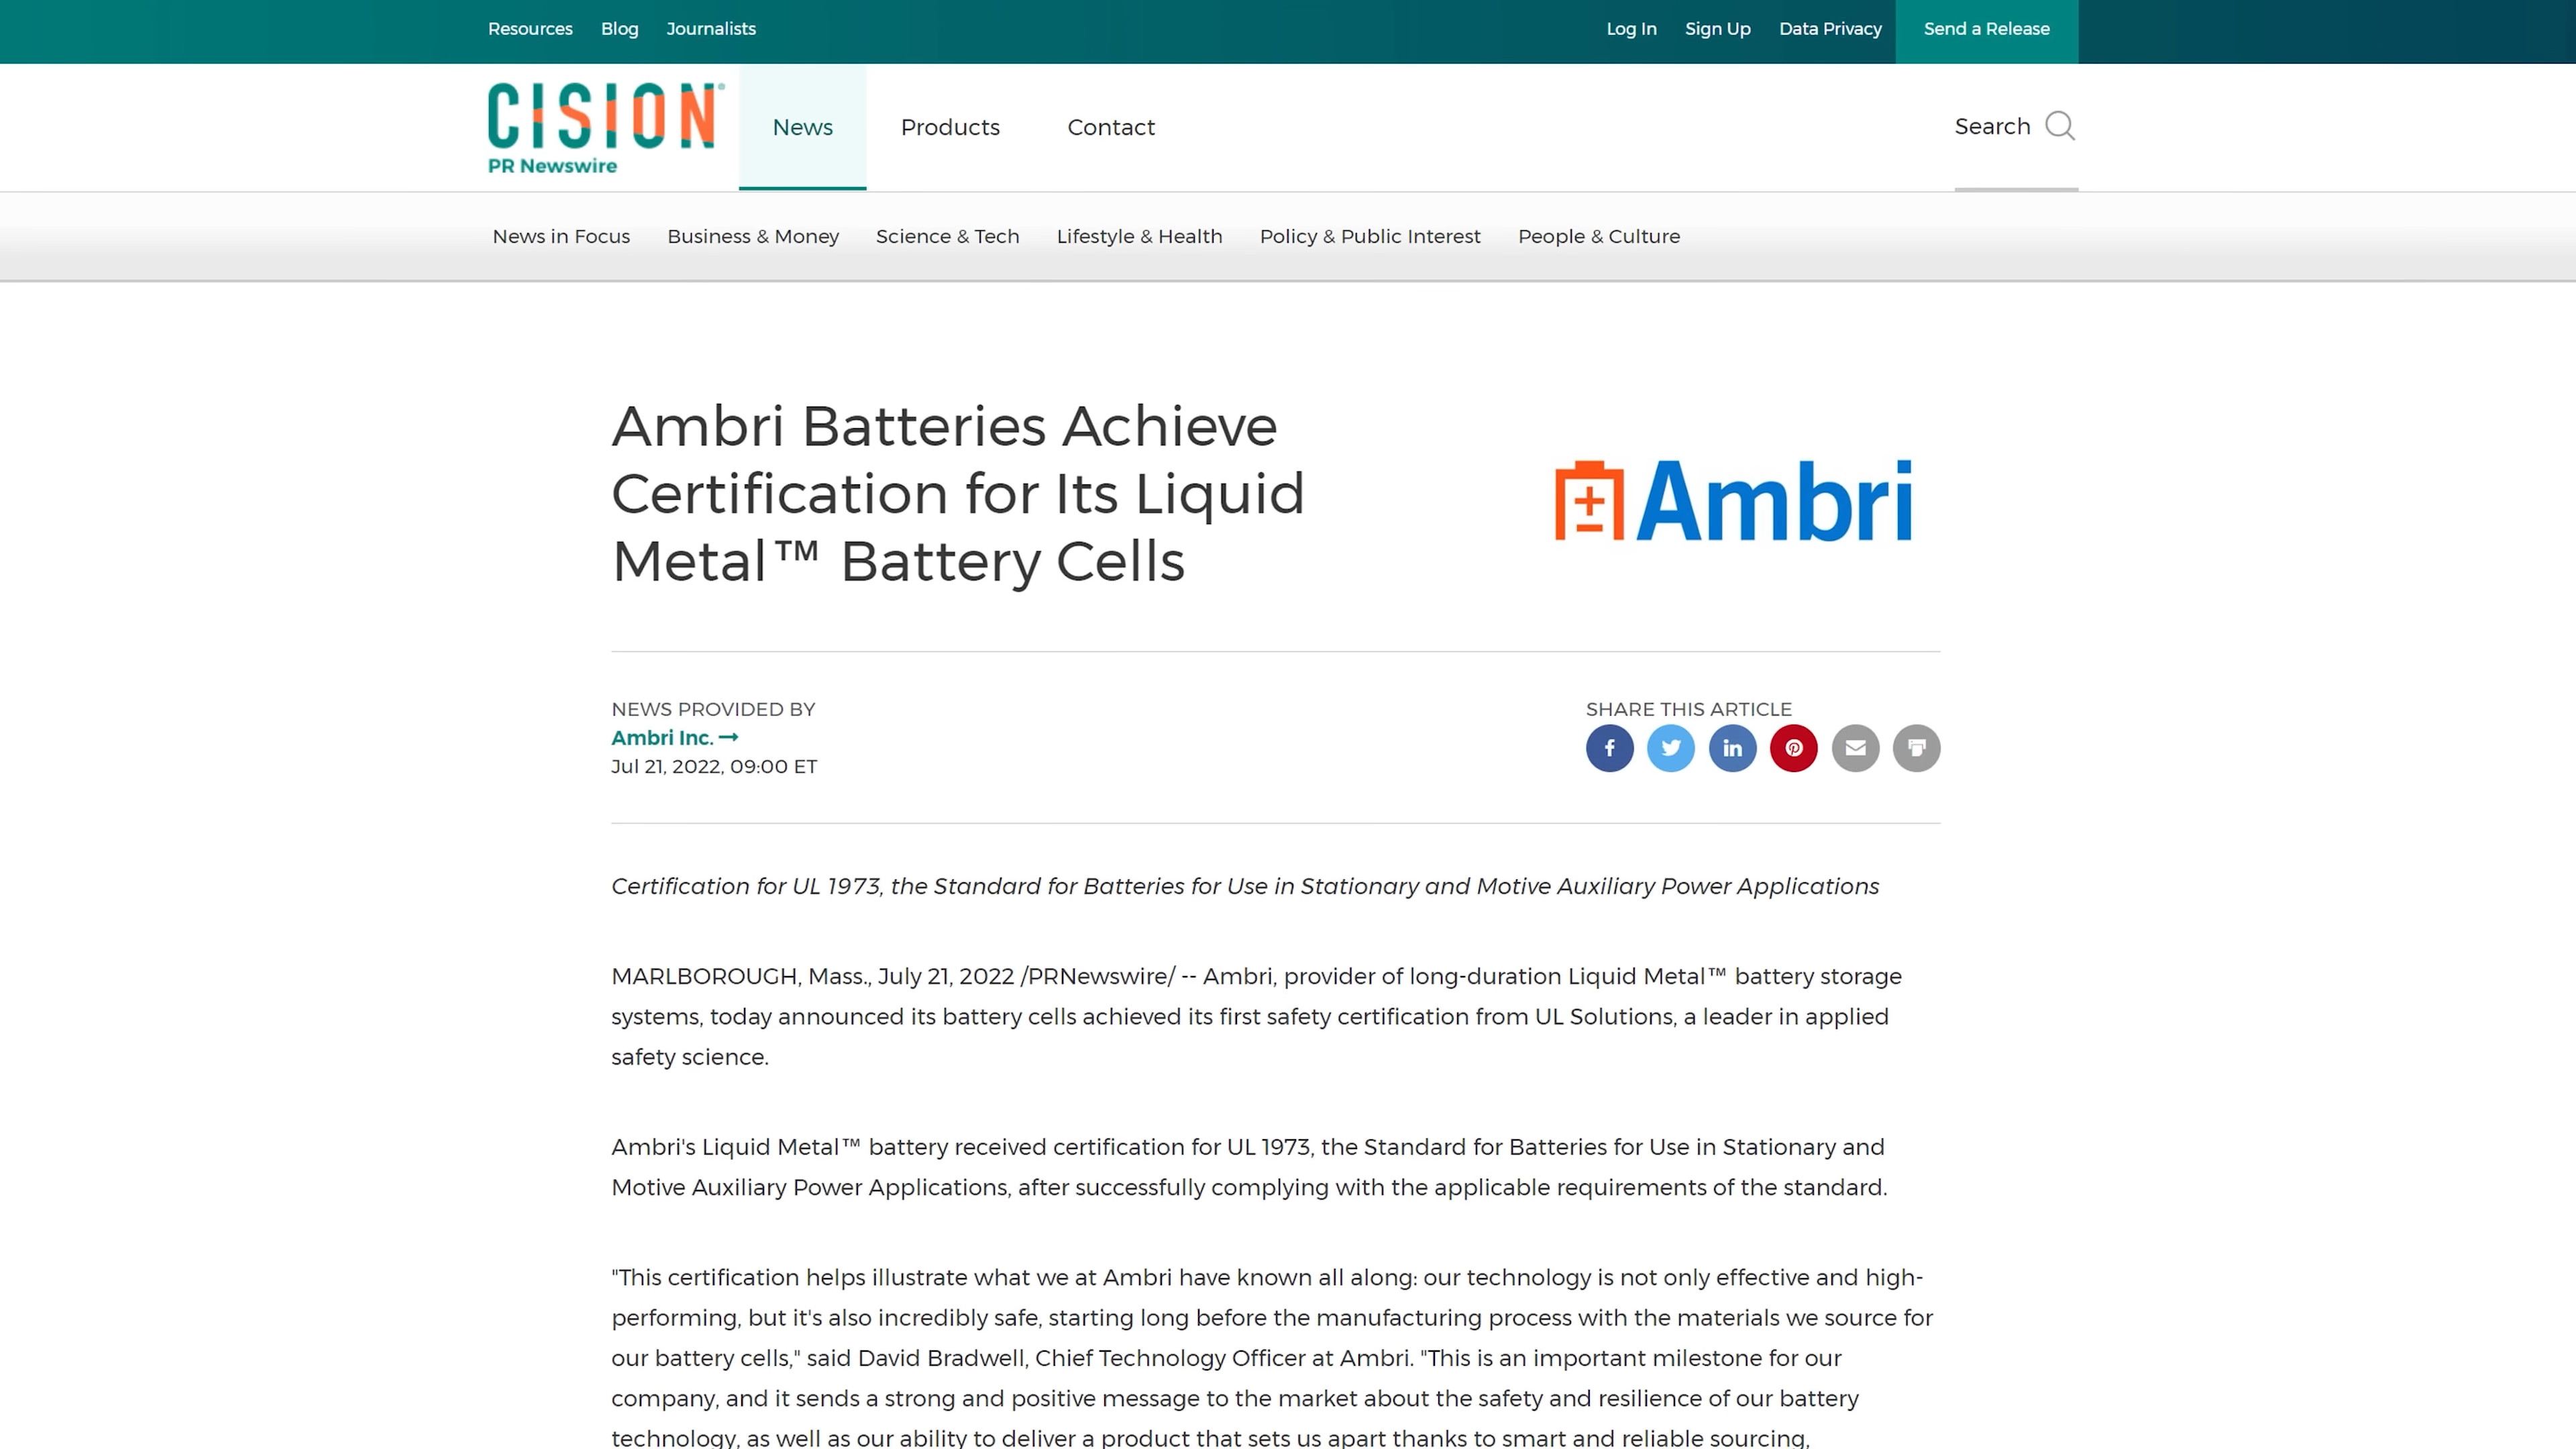 Resources Blog Journalists Log In Sign Up Data Privacy Send a Release
CISION
PR Newswire
News Products Contact Search
News in Focus Business & Money Science & Tech Lifestyle & Health Policy & Public Interest People & Culture
Ambri Batteries Achieve
Certification for Its Liquid
Metal™ Battery Cells
Ambri
NEWS PROVIDED BY
Ambri Inc. →
Jul 21, 2022, 09:00 ET
SHARE THIS ARTICLE
Certification for UL 1973, the Standard for Batteries for Use in Stationary and Motive Auxiliary Power Applications
MARLBOROUGH, Mass., July 21, 2022 /PRNewswire/ -- Ambri, provider of long-duration Liquid Metal™ battery storage
systems, today announced its battery cells achieved its first safety certification from UL Solutions, a leader in applied
safety science.
Ambri's Liquid Metal™ battery received certification for UL 1973, the Standard for Batteries for Use in Stationary and
Motive Auxiliary Power Applications, after successfully complying with the applicable requirements of the standard.
"This certification helps illustrate what we at Ambri have known all along: our technology is not only effective and high-
performing, but it's also incredibly safe, starting long before the manufacturing process with the materials we source for
our battery cells," said David Bradwell, Chief Technology Officer at Ambri. "This is an important milestone for our
company, and it sends a strong and positive message to the market about the safety and resilience of our battery
technology, as well as our ability to deliver a product that sets us apart thanks to smart and reliable sourcing,